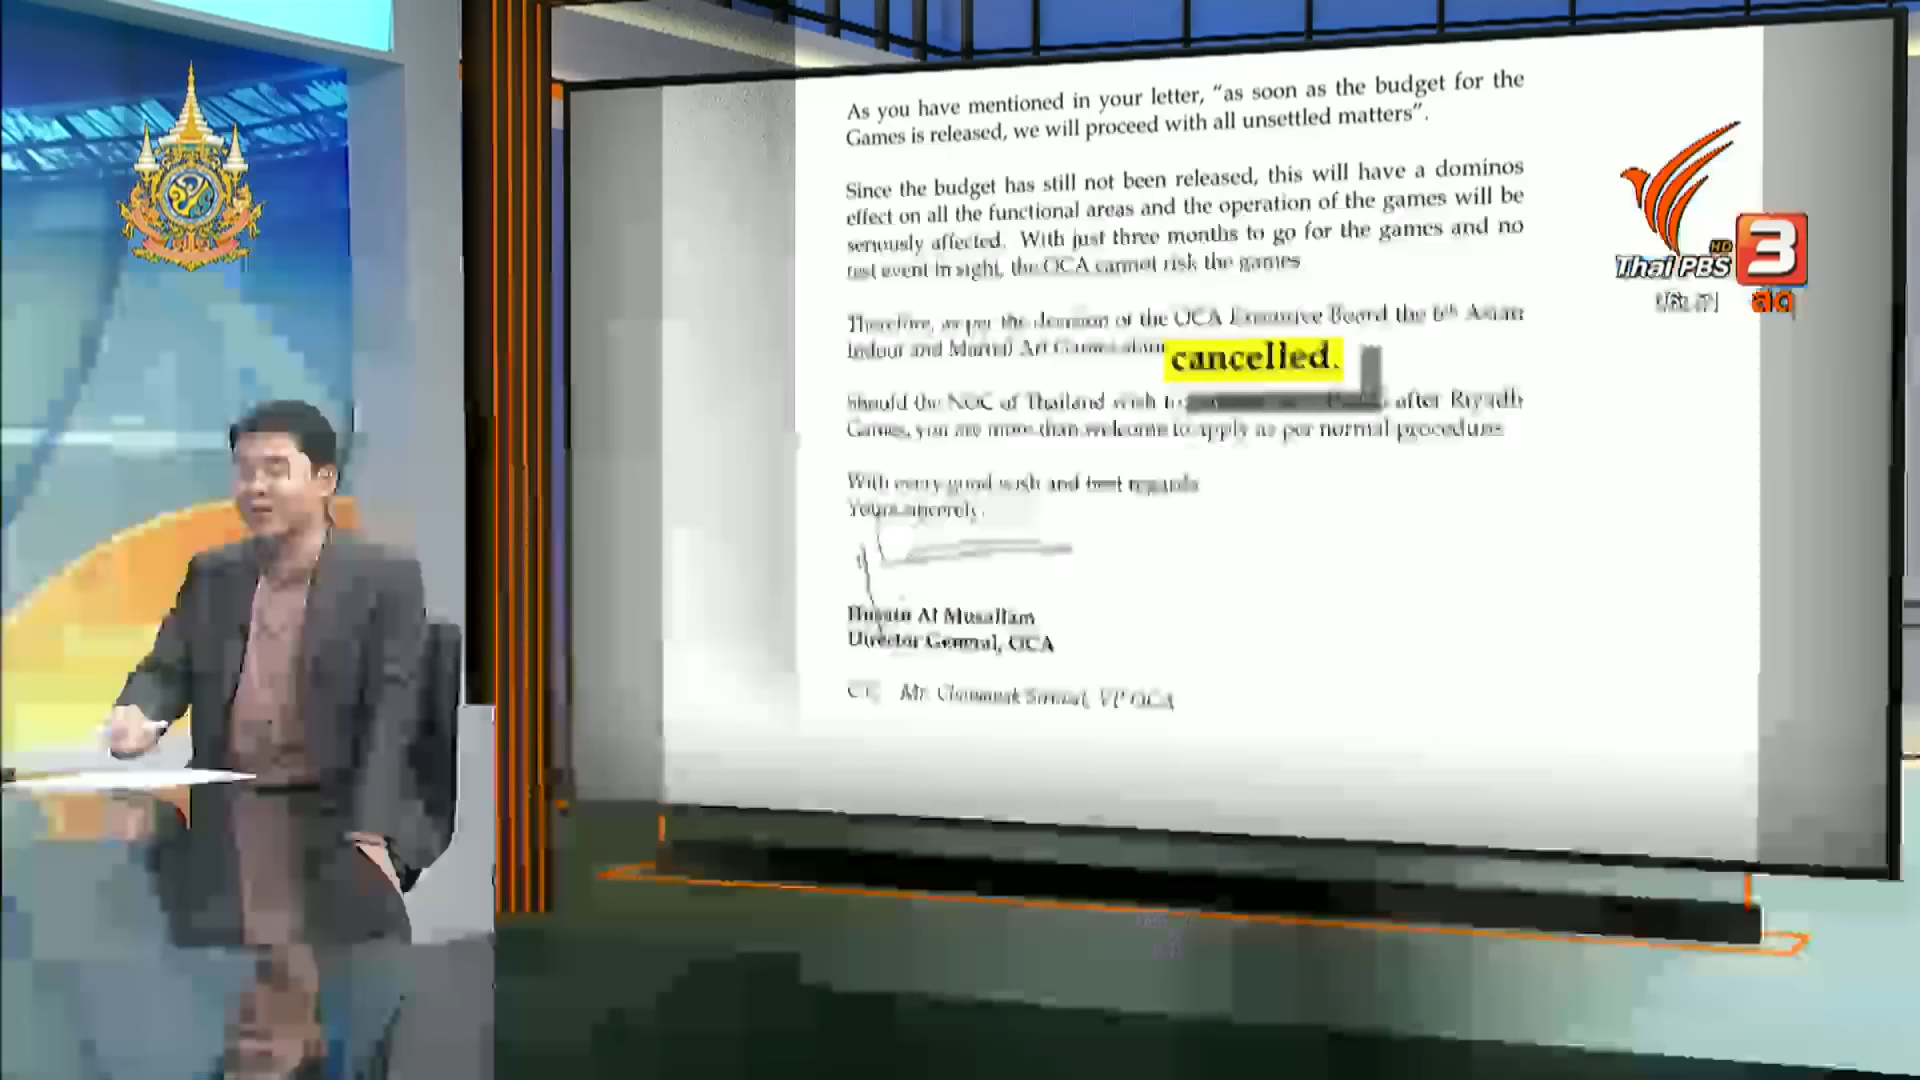 As you have mentioned in your letter, “as soon as the budget for the
Games is released, we will proceed with all unsettled matters”.
Since the budget has still not been released, this will have a dominos
effect on all the functional areas and the operation of the games will be
seriously affected. With just three months to go for the games and no
test event in sight, the OCA cannot risk the games
Therefore, as per the decision of the OCA Executive Board the 6th Asian
Indoor and Martial Art Games
cancelled.
Should the NOC of Thailand wish to after Riyadh
Games, you are more than welcome to apply as per normal procedure
With every good wish and best regards
Yours sincerely.
Husain Al Musallam
Director General, OCA
Mr. VP OCA
Thai PBS HD 3
สด